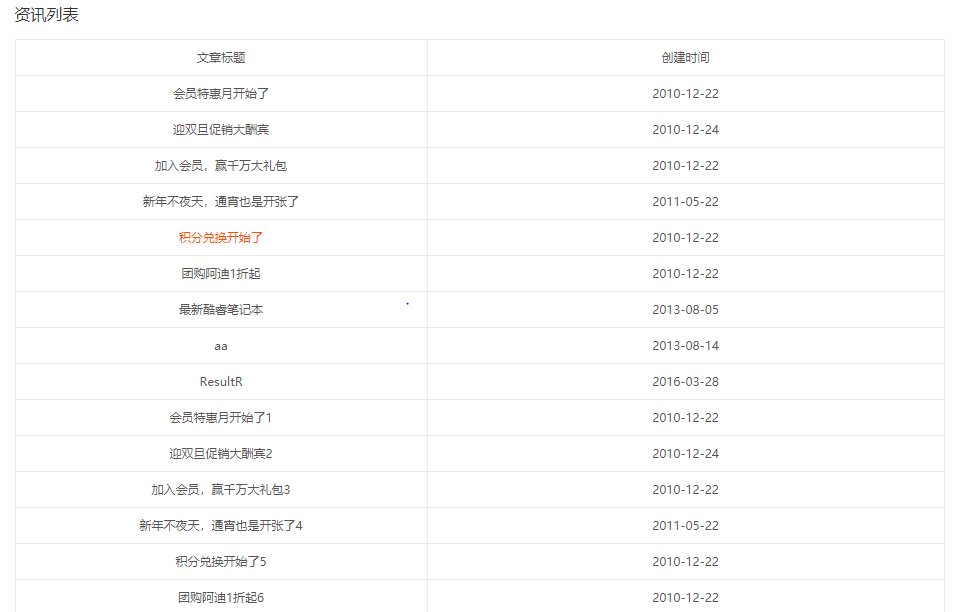 资讯列表
文章标题 创建时间
会员特惠月开始了 2010-12-22
迎双旦促销大酬宾 2010-12-24
加入会员，赢千万大礼包 2010-12-22
新年不夜天，通宵也是开张了 2011-05-22
积分兑换开始了 2010-12-22
团购阿迪1折起 2010-12-22
最新酷睿笔记本 2013-08-05
aa 2013-08-14
ResultR 2016-03-28
会员特惠月开始了1 2010-12-22
迎双旦促销大酬宾2 2010-12-24
加入会员，赢千万大礼包3 2010-12-22
新年不夜天，通宵也是开张了4 2011-05-22
积分兑换开始了5 2010-12-22
团购阿迪1折起6 2010-12-22